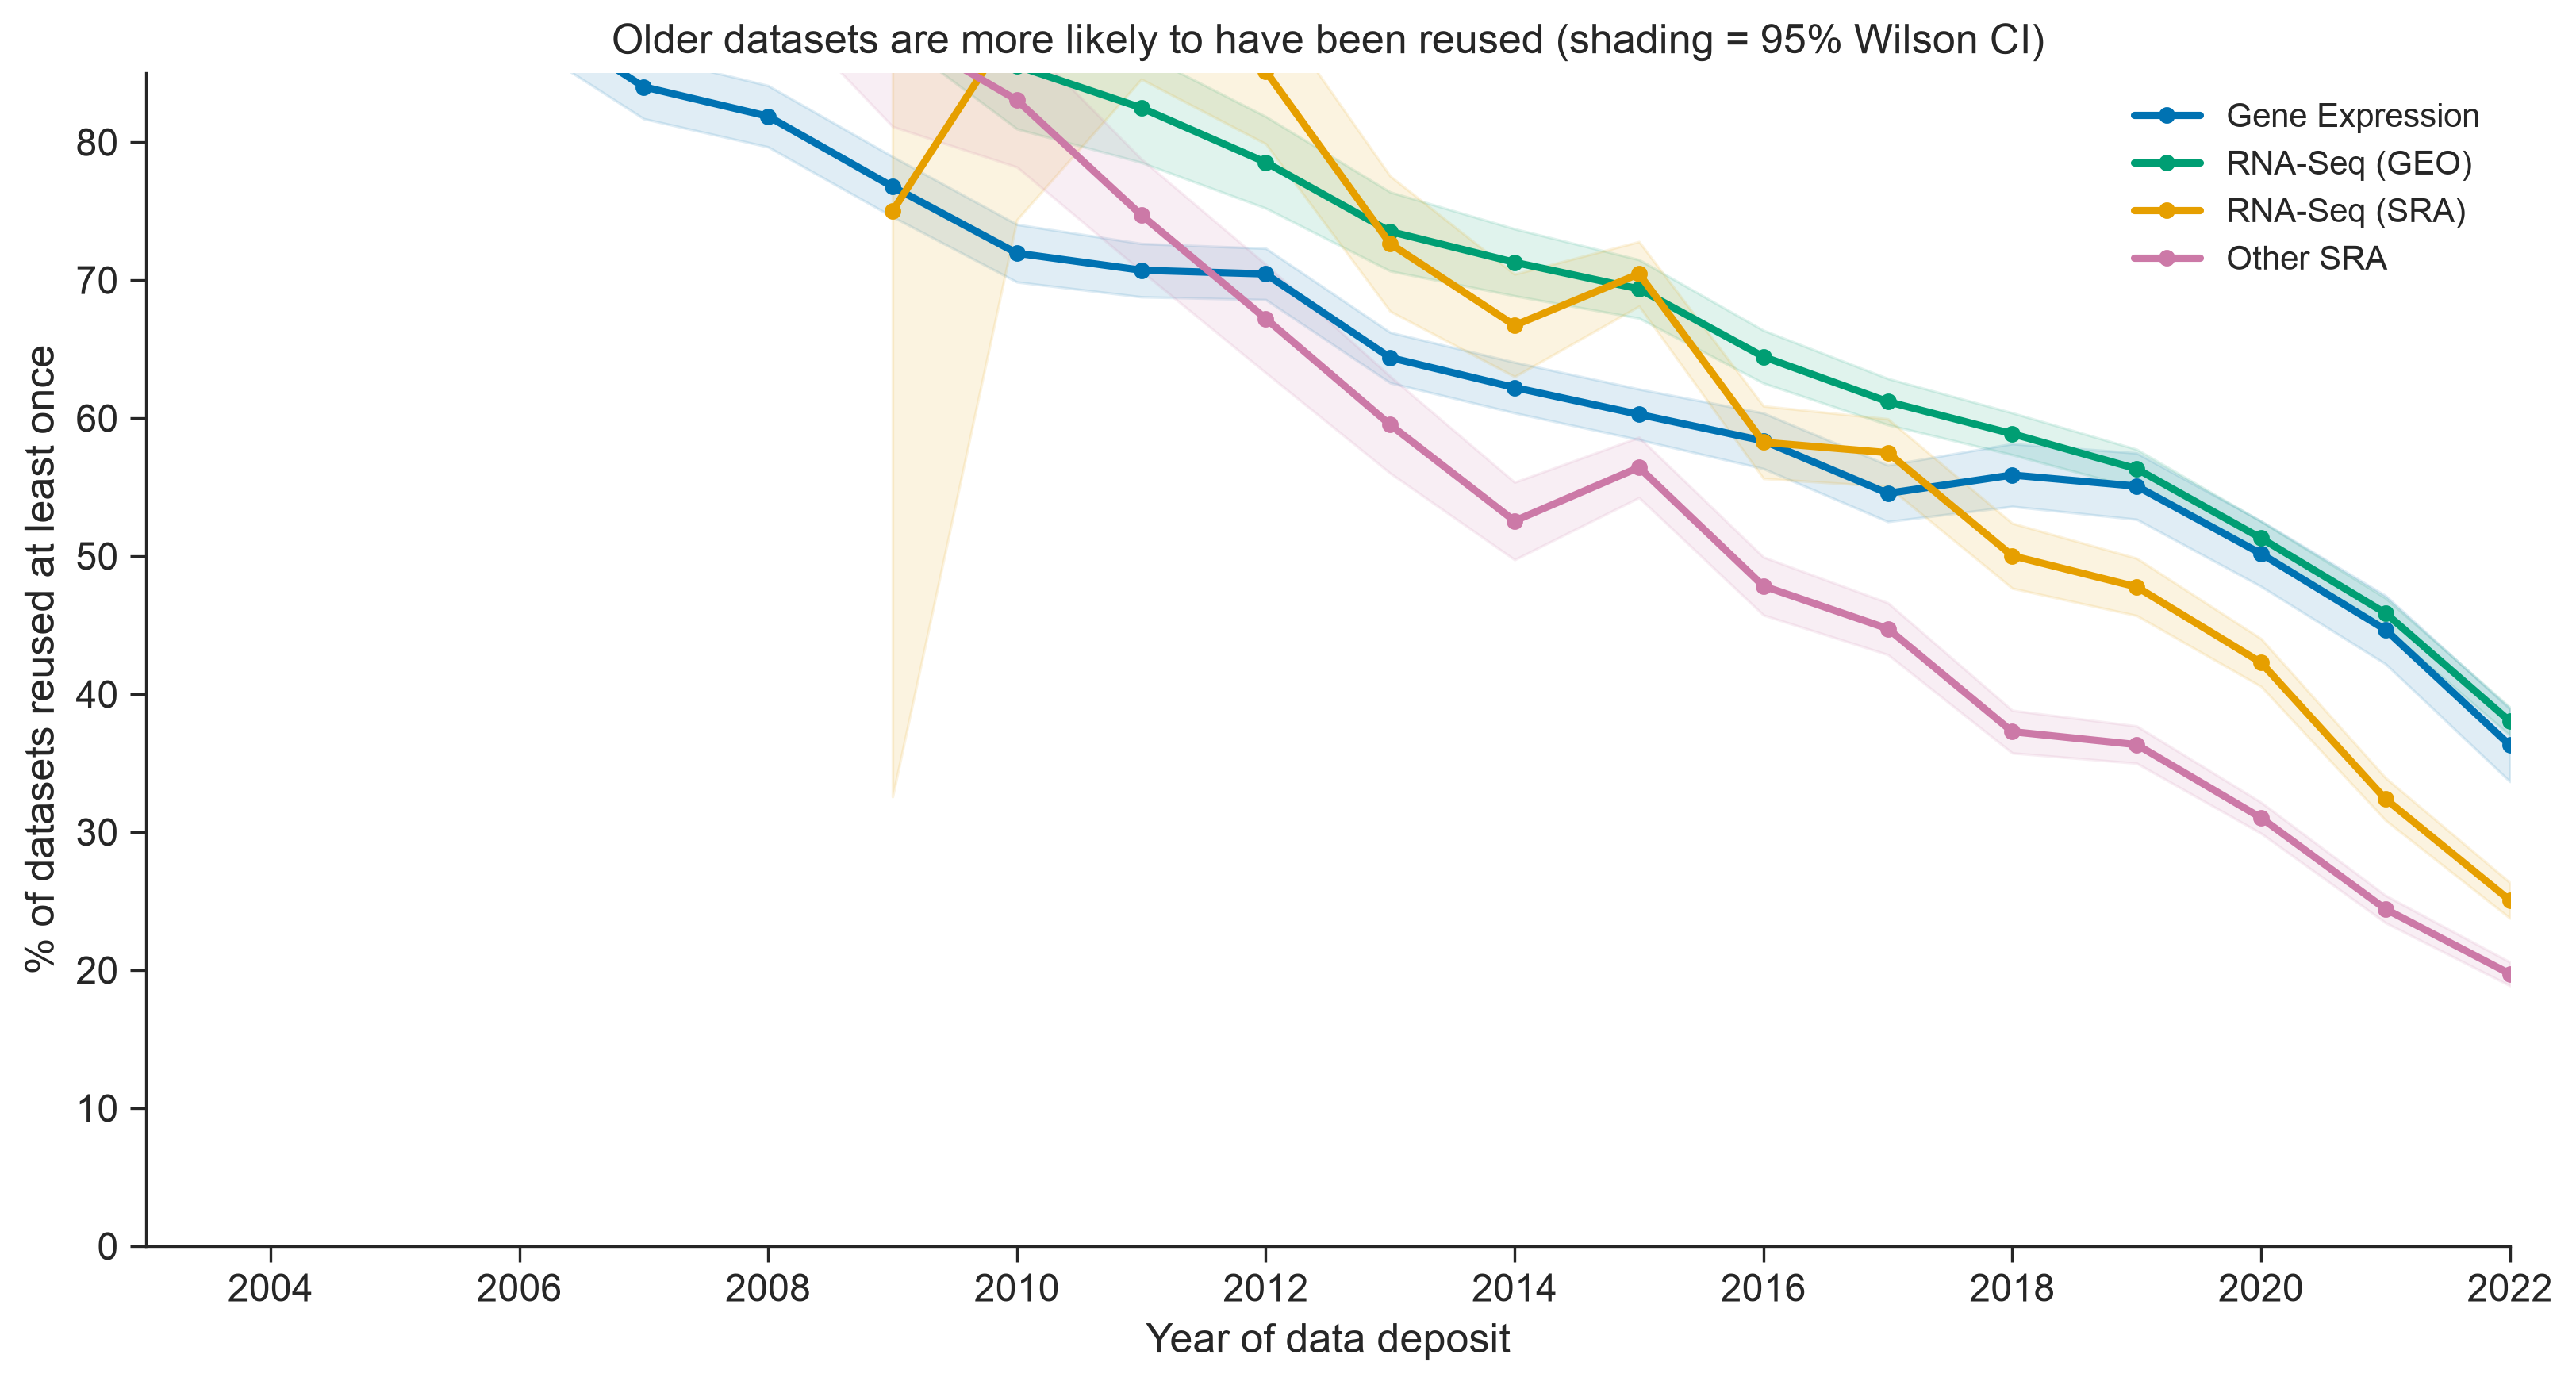 Older datasets are more likely to have been reused (shading = 95% Wilson CI)
Gene Expression
RNA-Seq (GEO)
RNA-Seq (SRA)
Other SRA
% of datasets reused at least once
80
70
60
50
40
30
20
10
0
2004 2006 2008 2010 2012 2014 2016 2018 2020 2022
Year of data deposit